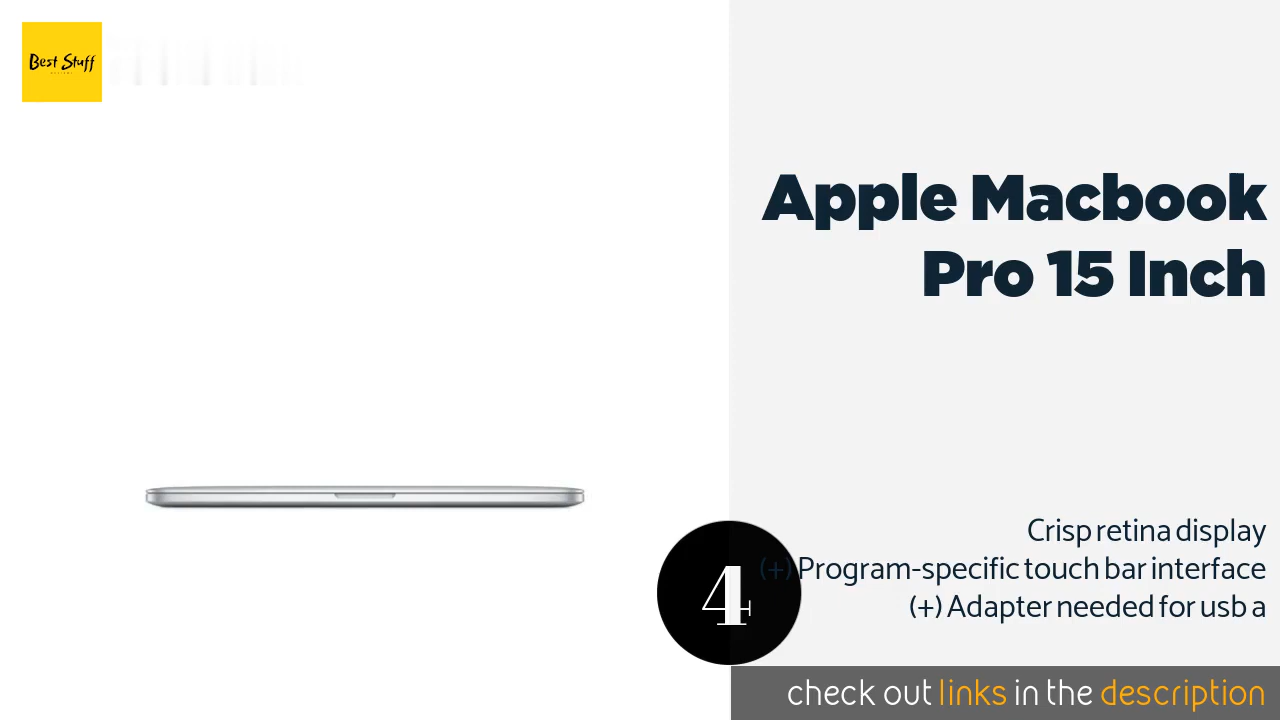 Best Stuff
Apple Macbook
Pro 15 Inch
Crisp retina display
(+) Program-specific touch bar interface
(+) Adapter needed for usb a
4
check out links in the description